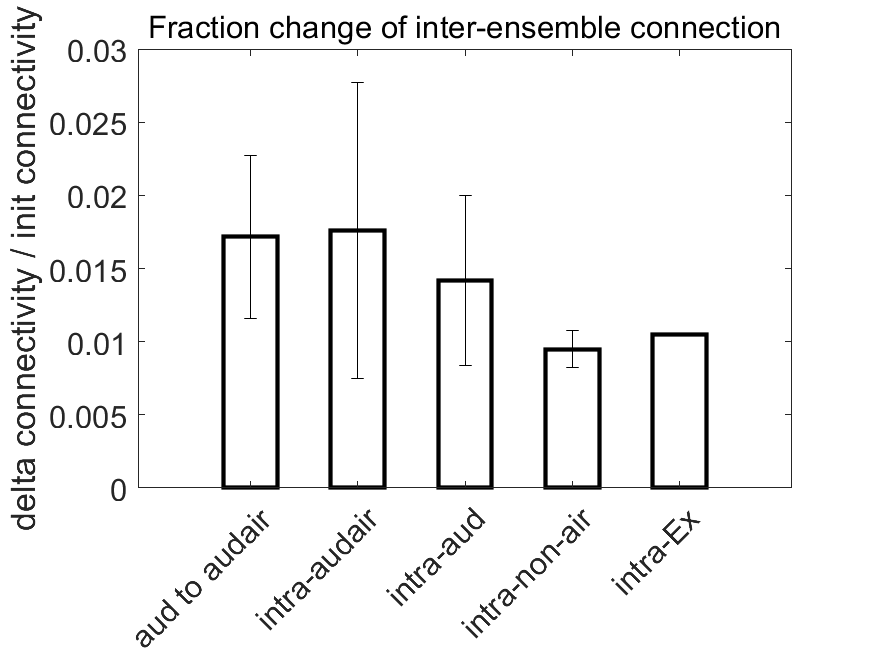 Fraction change of inter-ensemble connection
delta connectivity / init connectivity
0.03
0.025
0.02
0.015
0.01
0.005
0
aud to audair
intra-audair
intra-aud
intra-non-air
intra-Ex